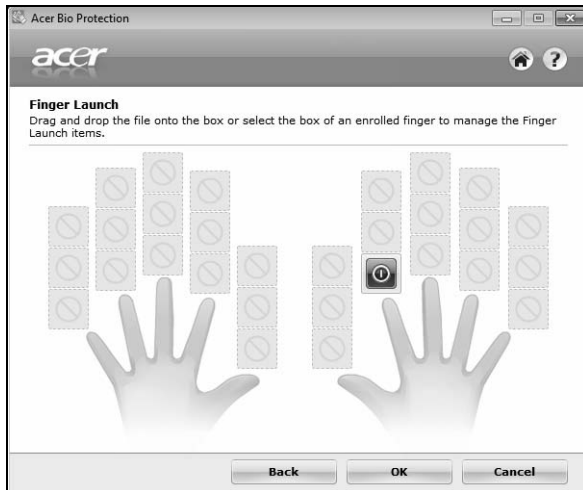 Acer Bio Protection
acer
?
Finger Launch
Drag and drop the file onto the box or select the box of an enrolled finger to manage the Finger
Launch items.
Back
OK
Cancel